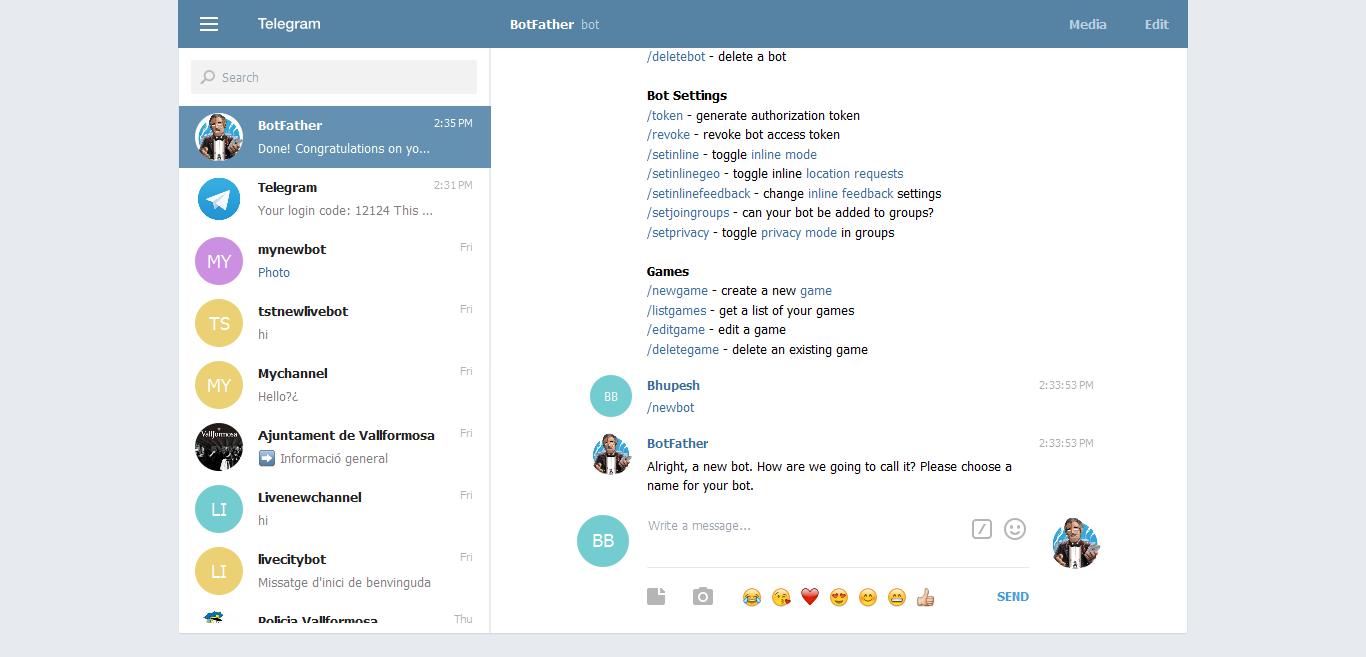 Telegram
BotFather bot
Media
Edit
Search
BotFather 2:35 PM
Done! Congratulations on yo...
Telegram 2:31 PM
Your login code: 12124 This ...
MY
mynewbot Fri
Photo
TS
tstnewlivebot Fri
hi
MY
Mychannel Fri
Hello?¿
Vallformosa
Ajuntament de Vallformosa Fri
➡️ Informació general
LI
Livenewchannel Fri
hi
LI
livecitybot Fri
Missatge d'inici de benvinguda
Policia Vallformosa Thu
/deletebot - delete a bot
Bot Settings
/token - generate authorization token
/revoke - revoke bot access token
/setinline - toggle inline mode
/setinlinegeo - toggle inline location requests
/setinlinefeedback - change inline feedback settings
/setjoingroups - can your bot be added to groups?
/setprivacy - toggle privacy mode in groups
Games
/newgame - create a new game
/listgames - get a list of your games
/editgame - edit a game
/deletegame - delete an existing game
BB
Bhupesh 2:33:53 PM
/newbot
BotFather 2:33:53 PM
Alright, a new bot. How are we going to call it? Please choose a
name for your bot.
BB
Write a message...
😂 😘 ❤️ 😍 😊 😁 👍
SEND